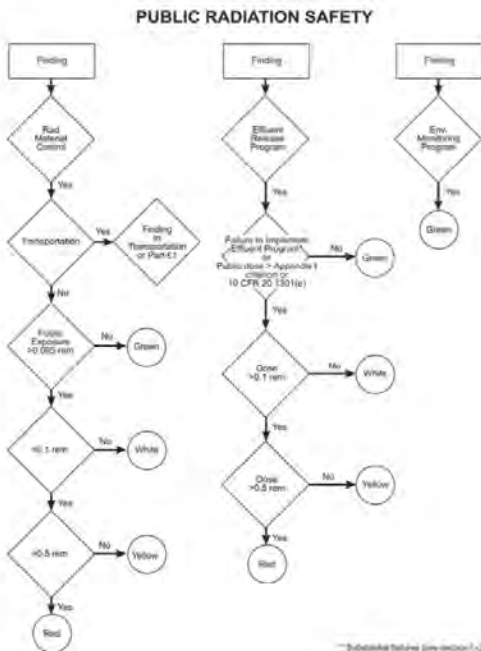 PUBLIC RADIATION SAFETY
Finding
Rad
Material
Control
Yes
Transportation
Yes
Finding
in
Transportation
or Part 61
No
Public
Exposure
>0.005 rem
No
Green
Yes
>0.1 rem
No
White
Yes
>0.5 rem
No
Yellow
Yes
Red
Finding
Effluent
Release
Program
Yes
Failure to Implement
Effluent Program**
or
Public dose > Appendix I
criterion or
10 CFR 20.1301(e)
No
Green
Yes
Dose
>0.1 rem
No
White
Yes
Dose
>0.5 rem
No
Yellow
Yes
Red
Finding
Env.
Monitoring
Program
Yes
Green